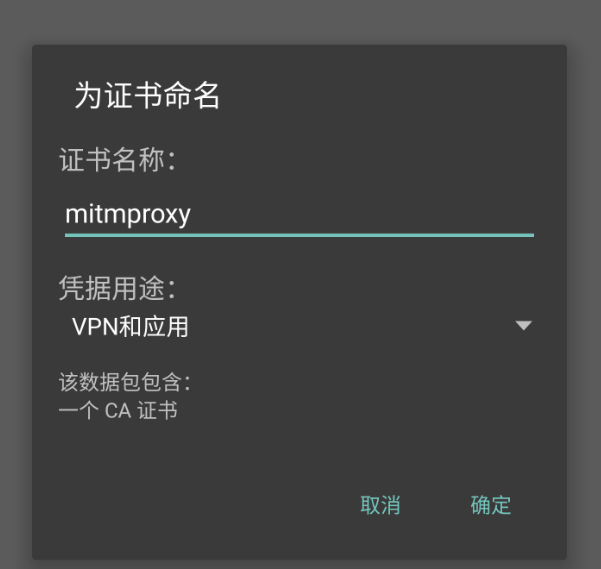 为证书命名
证书名称：
mitmproxy
凭据用途：
VPN和应用
该数据包包含：
一个 CA 证书
取消 确定